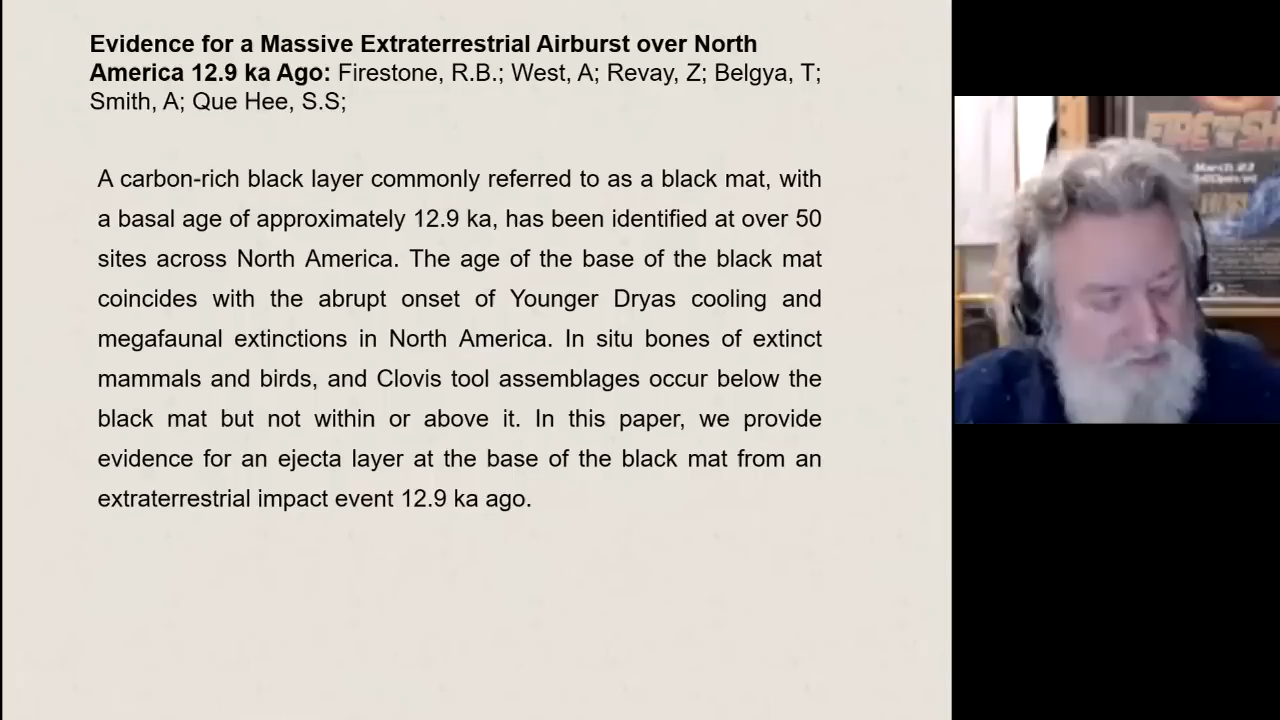 Evidence for a Massive Extraterrestrial Airburst over North
America 12.9 ka Ago: Firestone, R.B.; West, A; Revay, Z; Belgya, T;
Smith, A; Que Hee, S.S;
A carbon-rich black layer commonly referred to as a black mat, with
a basal age of approximately 12.9 ka, has been identified at over 50
sites across North America. The age of the base of the black mat
coincides with the abrupt onset of Younger Dryas cooling and
megafaunal extinctions in North America. In situ bones of extinct
mammals and birds, and Clovis tool assemblages occur below the
black mat but not within or above it. In this paper, we provide
evidence for an ejecta layer at the base of the black mat from an
extraterrestrial impact event 12.9 ka ago.
March 22